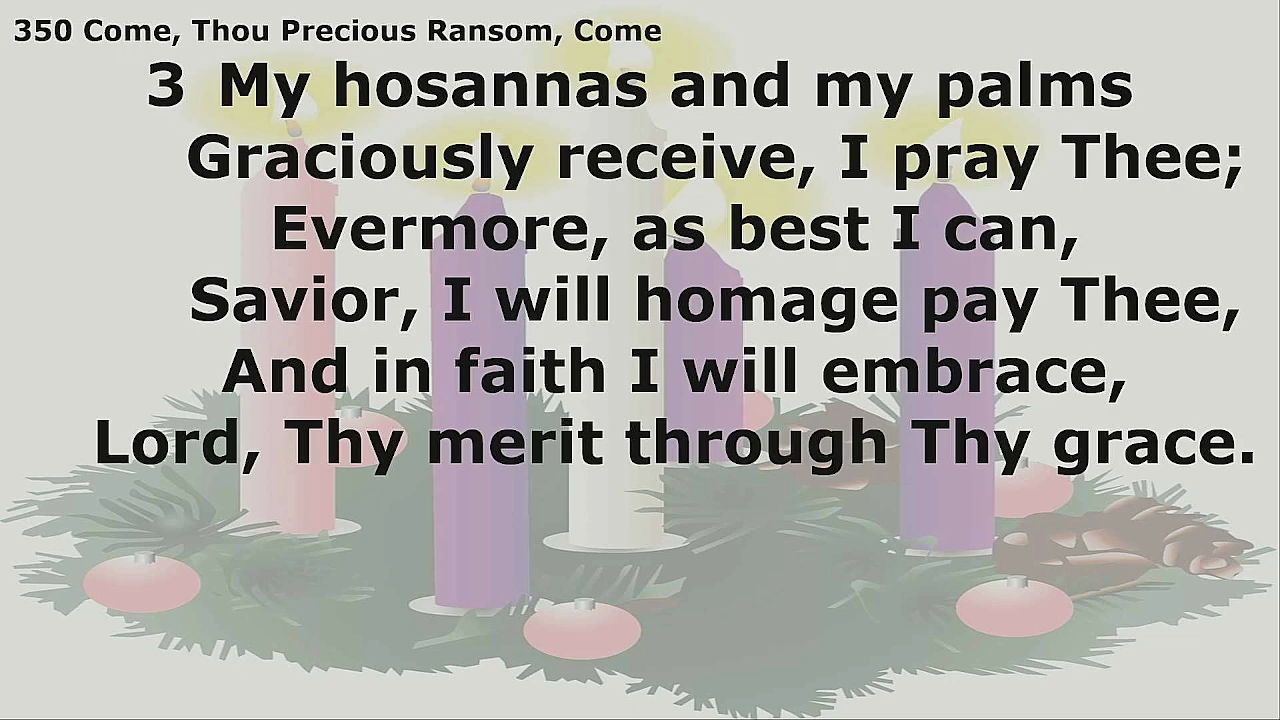 350 Come, Thou Precious Ransom, Come
3 My hosannas and my palms
Graciously receive, I pray Thee;
Evermore, as best I can,
Savior, I will homage pay Thee,
And in faith I will embrace,
Lord, Thy merit through Thy grace.